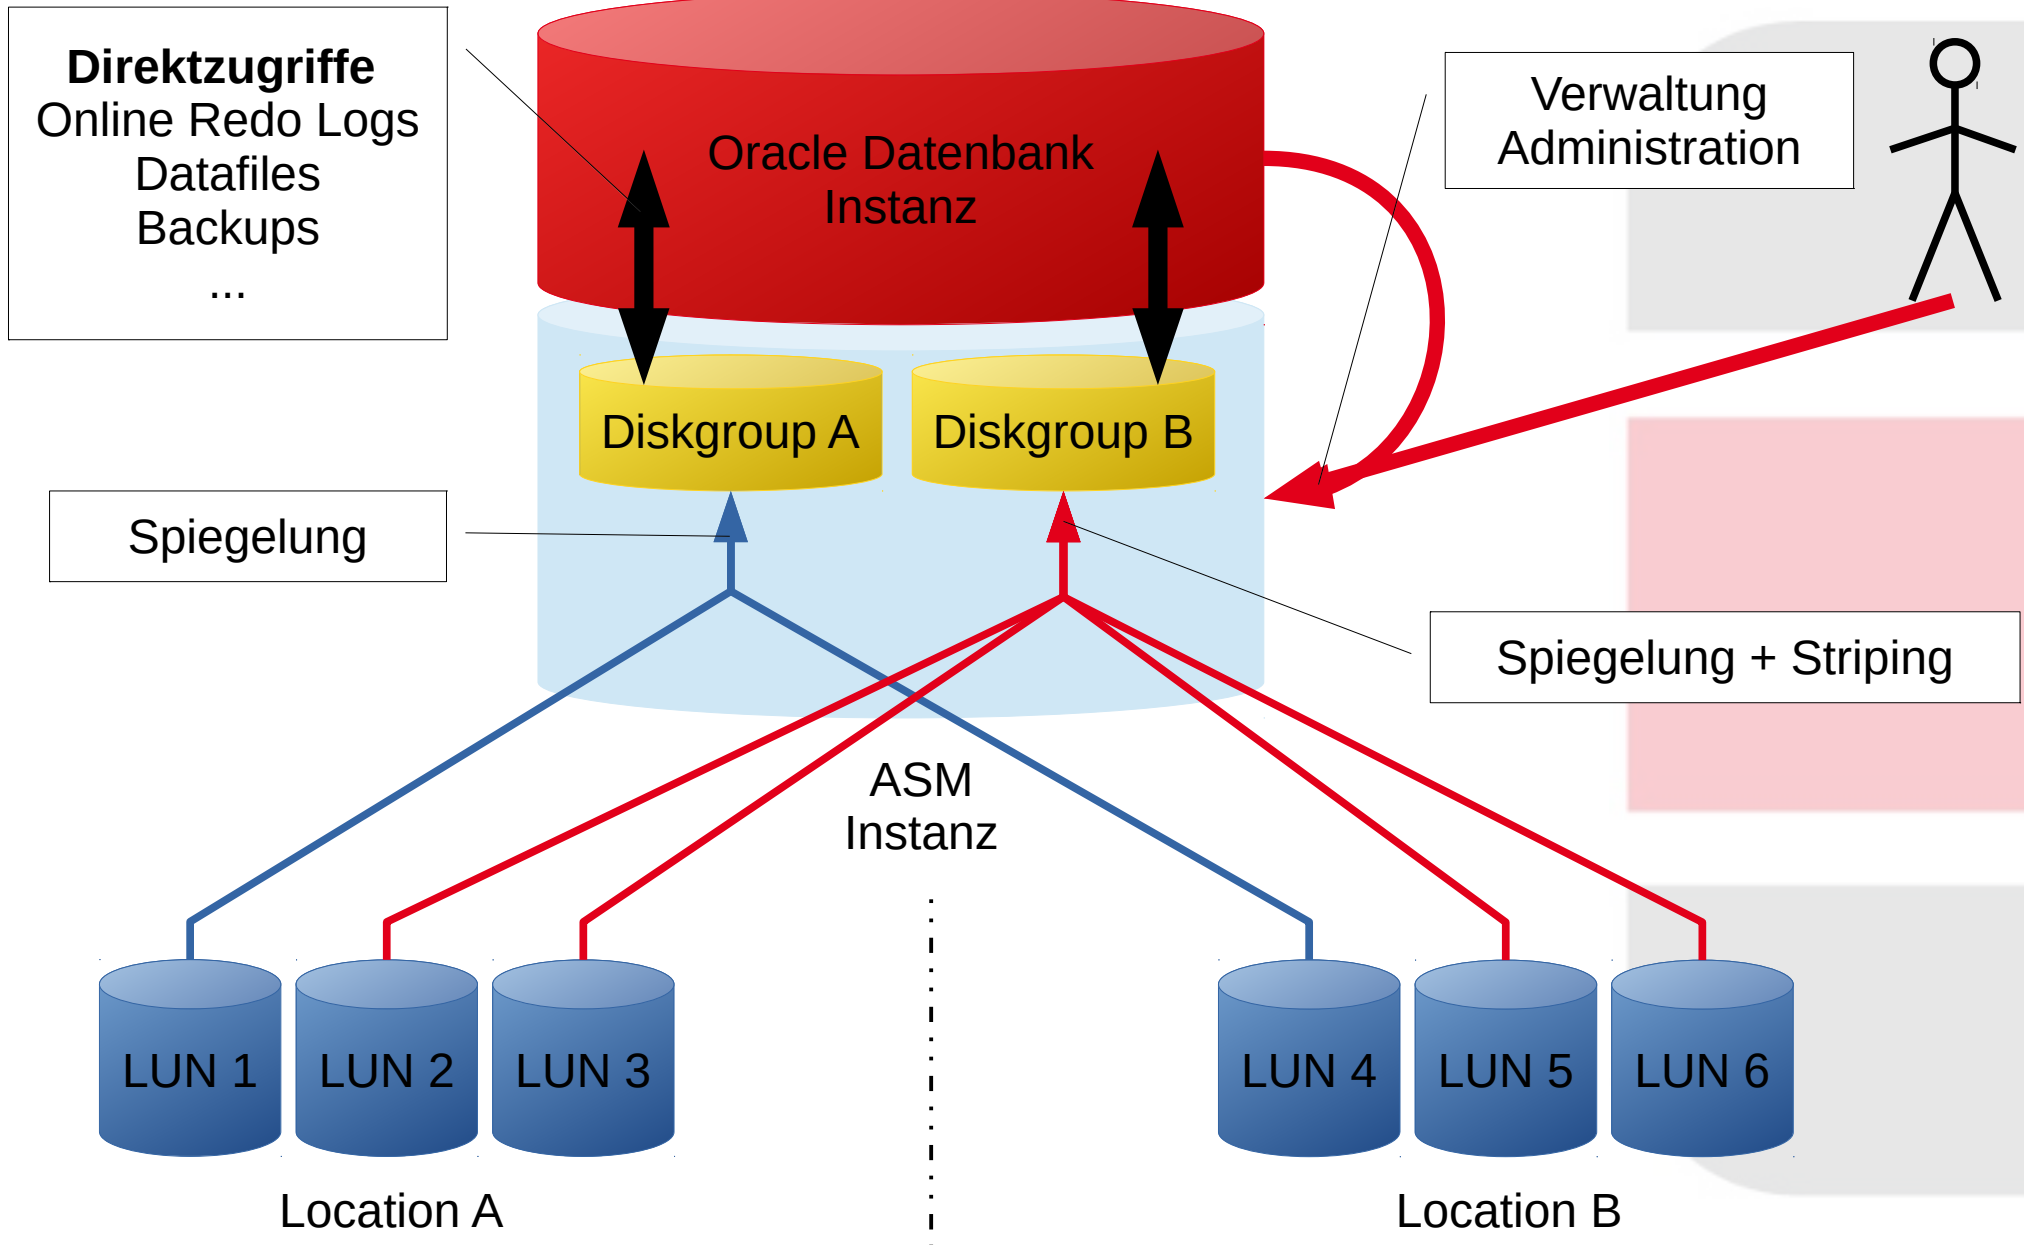 Direktzugriffe
Online Redo Logs
Datafiles
Backups
...
Oracle Datenbank
Instanz
Verwaltung
Administration
Diskgroup A
Diskgroup B
Spiegelung
Spiegelung + Striping
ASM
Instanz
LUN 1
LUN 2
LUN 3
LUN 4
LUN 5
LUN 6
Location A
Location B